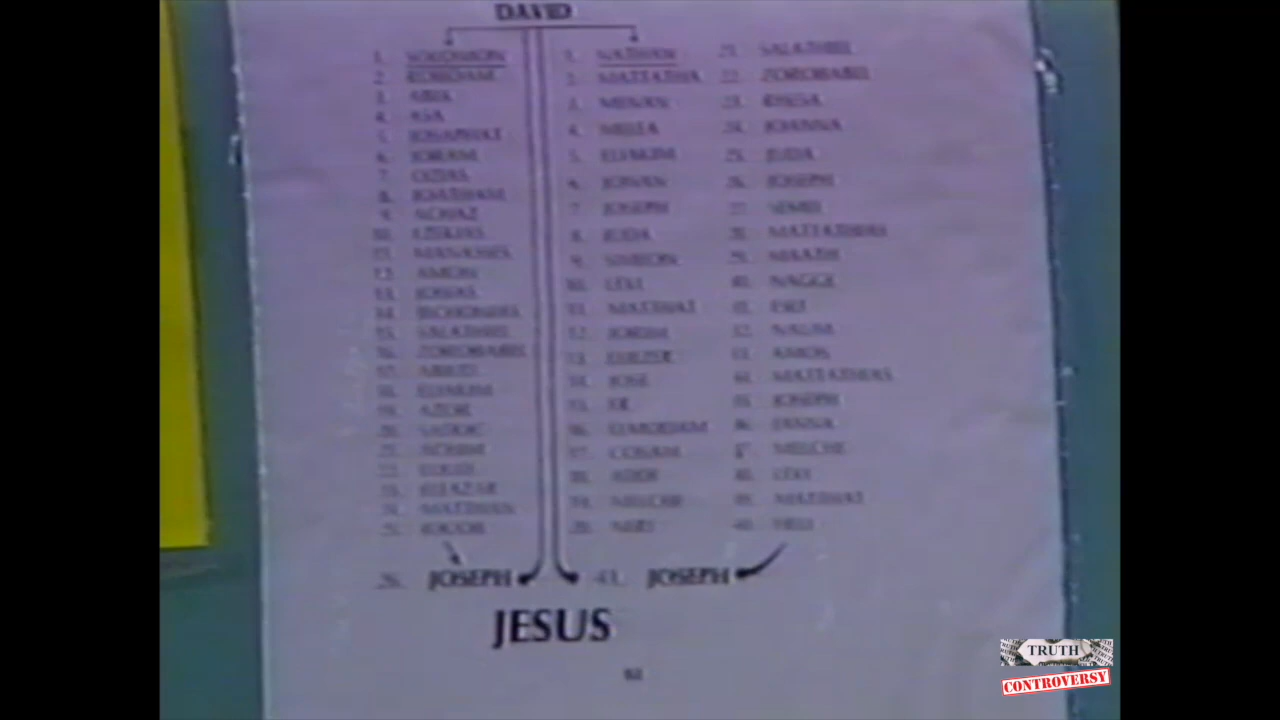 DAVID
1. SOLOMON
2. ROBOAM
3. ABIA
4. ASA
5. JOSAPHAT
6. JORAM
7. OZIAS
8. JOATHAM
9. ACHAZ
10. EZEKIAS
11. MANASSES
12. AMON
13. JOSIAS
14. JECHONIAS
15. SALATHIEL
16. ZOROBABEL
17. ABIUD
18. ELIAKIM
19. AZOR
20. SADOC
21. ACHIM
22. ELIUD
23. ELEAZAR
24. MATTHAN
25. JACOB
26. JOSEPH
1. NATHAN
2. MATTATHA
3. MENAN
4. MELEA
5. ELIAKIM
6. JONAN
7. JOSEPH
8. JUDA
9. SIMEON
10. LEVI
11. MATTHAT
12. JORIM
13. ELIEZER
14. JOSE
15. ER
16. ELMODAM
17. COSAM
18. ADDI
19. MELCHI
20. NERI
21. SALATHIEL
22. ZOROBABEL
23. RHESA
24. JOANNA
25. JUDA
26. JOSEPH
27. SEMEI
28. MATTATHIAS
29. MAATH
30. NAGGE
31. ESLI
32. NAUM
33. AMOS
34. MATTATHIAS
35. JOSEPH
36. JANNA
37. MELCHI
38. LEVI
39. MATTHAT
40. HELI
41. JOSEPH
JESUS
TRUTH
CONTROVERSY